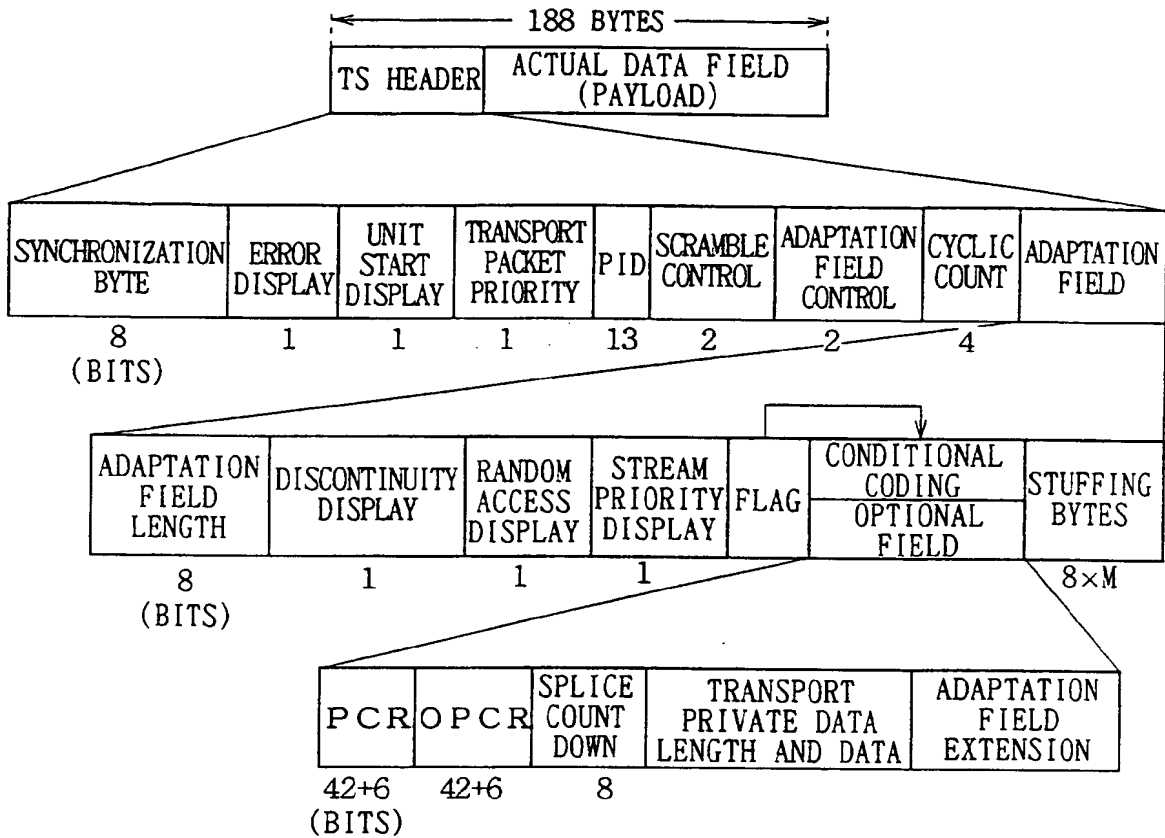 188 BYTES
TS HEADER
ACTUAL DATA FIELD
(PAYLOAD)
SYNCHRONIZATION
BYTE
ERROR
DISPLAY
UNIT
START
DISPLAY
TRANSPORT
PACKET
PRIORITY
PID
SCRAMBLE
CONTROL
ADAPTATION
FIELD
CONTROL
CYCLIC
COUNT
ADAPTATION
FIELD
8
(BITS)
1
1
1
13
2
2
4
ADAPTATION
FIELD
LENGTH
DISCONTINUITY
DISPLAY
RANDOM
ACCESS
DISPLAY
STREAM
PRIORITY
DISPLAY
FLAG
CONDITIONAL
CODING
OPTIONAL
FIELD
STUFFING
BYTES
8
(BITS)
1
1
1
8×M
PCR
OPCR
SPLICE
COUNT
DOWN
TRANSPORT
PRIVATE DATA
LENGTH AND DATA
ADAPTATION
FIELD
EXTENSION
42+6
(BITS)
42+6
8